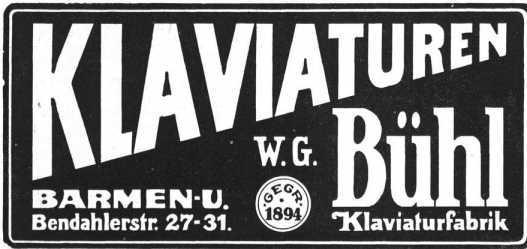 KLAVIATUREN
W.G. Bühl
Klaviaturfabrik
GEGR.
1894
BARMEN-U.
Bendahlerstr. 27-31.